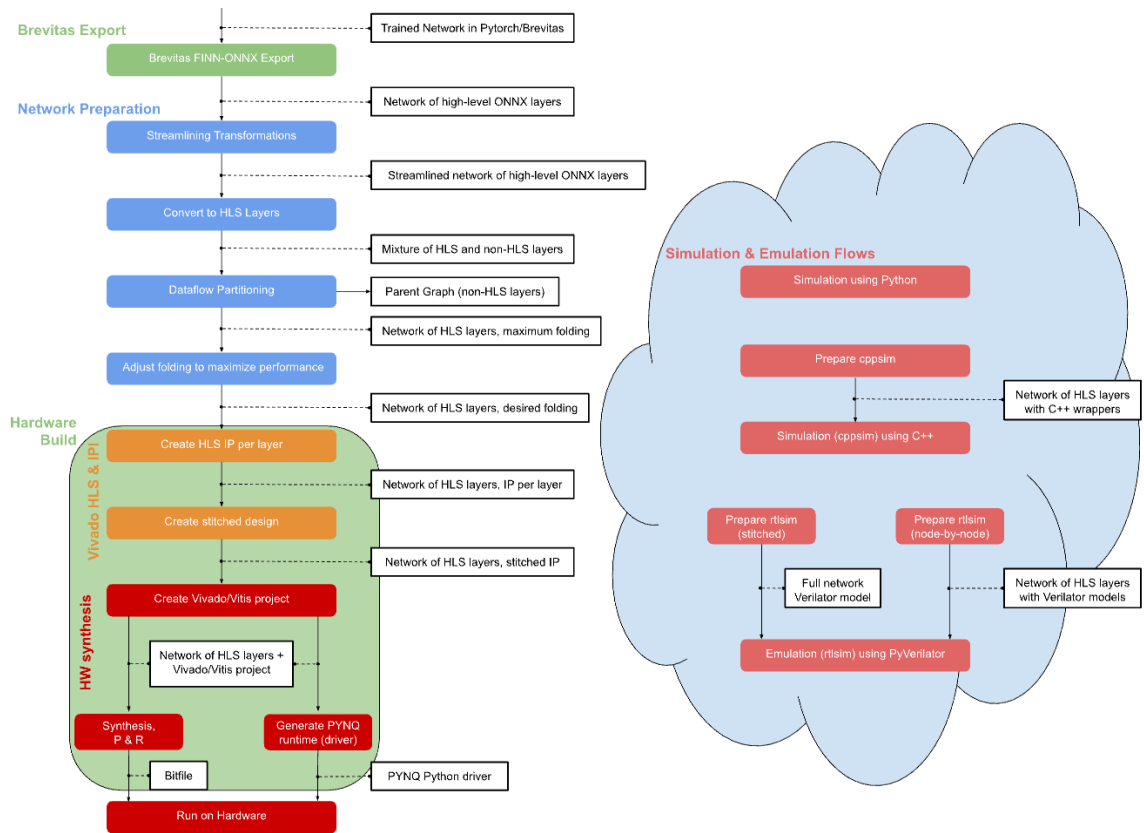 Trained Network in Pytorch/Brevitas
Brevitas Export
Brevitas FINN-ONNX Export
Network of high-level ONNX layers
Network Preparation
Streamlining Transformations
Streamlined network of high-level ONNX layers
Convert to HLS Layers
Mixture of HLS and non-HLS layers
Dataflow Partitioning
Parent Graph (non-HLS layers)
Network of HLS layers, maximum folding
Adjust folding to maximize performance
Network of HLS layers, desired folding
Hardware
Build
Create HLS IP per layer
Vivado HLS & IPI
Network of HLS layers, IP per layer
Create stitched design
Network of HLS layers, stitched IP
Create Vivado/Vitis project
HW synthesis
Network of HLS layers +
Vivado/Vitis project
Synthesis,
P & R
Generate PYNQ
runtime (driver)
Bitfile
PYNQ Python driver
Run on Hardware
Simulation & Emulation Flows
Simulation using Python
Prepare cppsim
Network of HLS layers
with C++ wrappers
Simulation (cppsim) using C++
Prepare rtlsim
(stitched)
Prepare rtlsim
(node-by-node)
Full network
Verilator model
Network of HLS layers
with Verilator models
Emulation (rtlsim) using PyVerilator